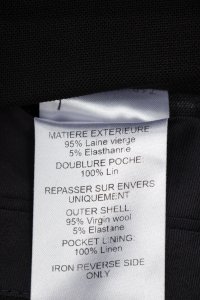 MATIERE EXTERIEURE:
95% Laine vierge
5% Elasthanne
DOUBLURE POCHE:
100% Lin
REPASSER SUR ENVERS
UNIQUEMENT
OUTER SHELL:
95% Virgin wool
5% Elastane
POCKET LINING:
100% Linen
IRON REVERSE SIDE
ONLY